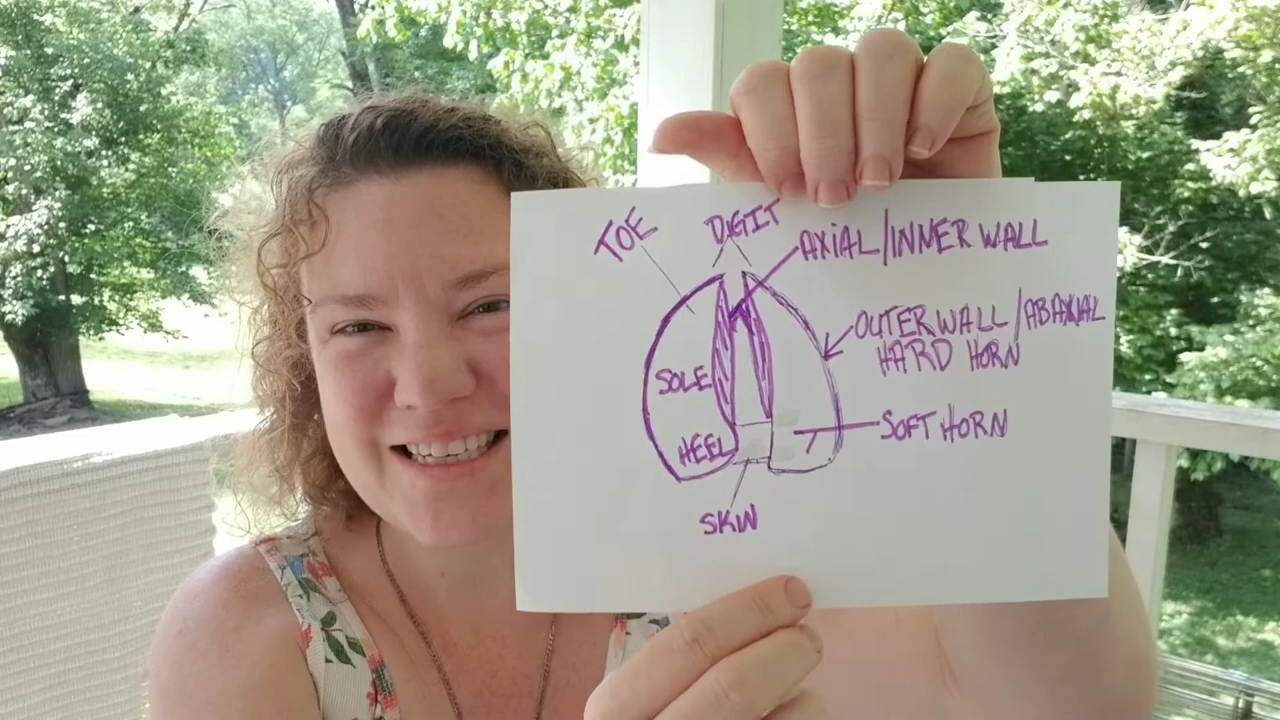 TOE
DIGIT
AXIAL/INNER WALL
OUTER WALL/ABAXIAL
HARD HORN
SOLE
SOFT HORN
HEEL
SKIN